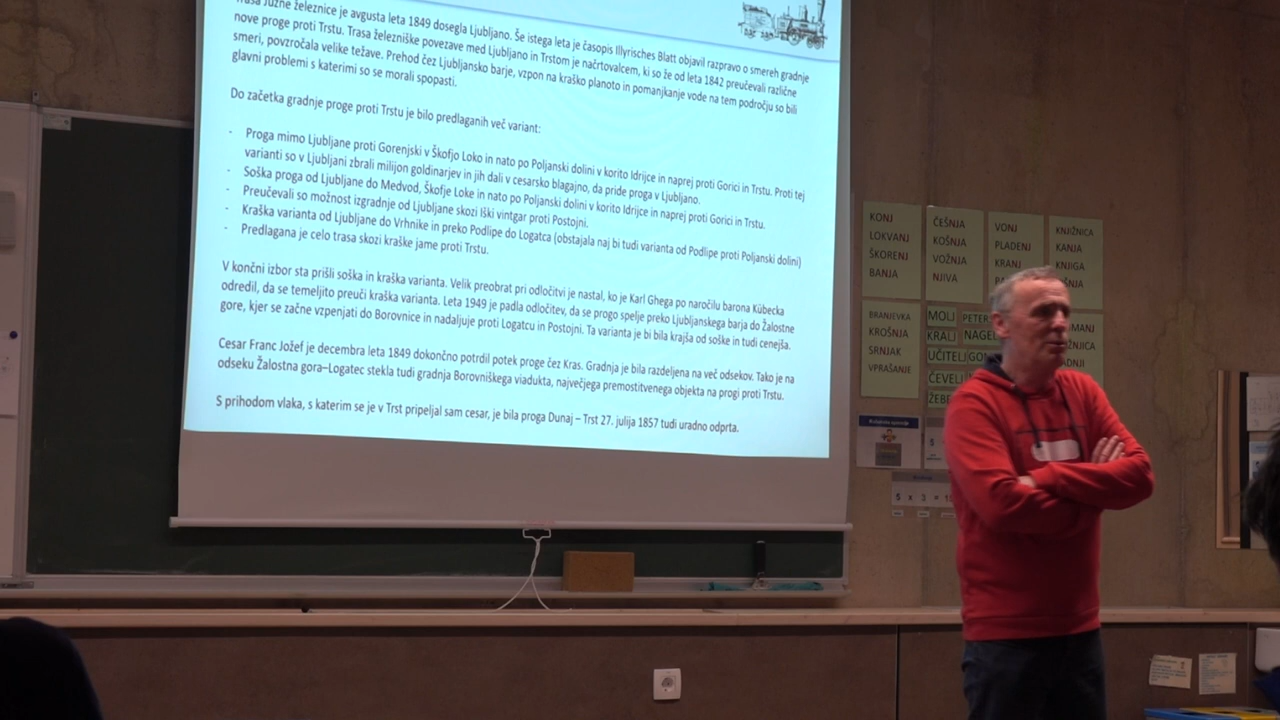 Trasa Južne železnice je avgusta leta 1849 dosegla Ljubljano. Še istega leta je časopis Illyrisches Blatt objavil razpravo o smereh gradnje
nove proge proti Trstu. Trasa železniške povezave med Ljubljano in Trstom je načrtovalcem, ki so že od leta 1842 preučevali različne
smeri, povzročala velike težave. Prehod čez Ljubljansko barje, vzpon na kraško planoto in pomanjkanje vode na tem področju so bili
glavni problemi s katerimi so se morali spopasti.
Do začetka gradnje proge proti Trstu je bilo predlaganih več variant:
- Proga mimo Ljubljane proti Gorenjski v Škofjo Loko in nato po Poljanski dolini v korito Idrijce in naprej proti Gorici in Trstu. Proti tej
varianti so v Ljubljani zbrali milijon goldinarjev in jih dali v cesarsko blagajno, da pride proga v Ljubljano.
- Soška proga od Ljubljane do Medvod, Škofje Loke in nato po Poljanski dolini v korito Idrijce in naprej proti Gorici in Trstu.
- Preučevali so možnost izgradnje od Ljubljane skozi Iški vintgar proti Postojni.
- Kraška varianta od Ljubljane do Vrhnike in preko Podlipe do Logatca (obstajala naj bi tudi varianta od Podlipe proti Poljanski dolini)
- Predlagana je celo trasa skozi kraške jame proti Trstu.
V končni izbor sta prišli soška in kraška varianta. Velik preobrat pri odločitvi je nastal, ko je Karl Ghega po naročilu barona Kübecka
odredil, da se temeljito preuči kraška varianta. Leta 1949 je padla odločitev, da se progo spelje preko Ljubljanskega barja do Žalostne
gore, kjer se začne vzpenjati do Borovnice in nadaljuje proti Logatcu in Postojni. Ta varianta je bi bila krajša od soške in tudi cenejša.
Cesar Franc Jožef je decembra leta 1849 dokončno potrdil potek proge čez Kras. Gradnja je bila razdeljena na več odsekov. Tako je na
odseku Žalostna gora–Logatec stekla tudi gradnja Borovniškega viadukta, največjega premostitvenega objekta na progi proti Trstu.
S prihodom vlaka, s katerim se je v Trst pripeljal sam cesar, je bila proga Dunaj – Trst 27. julija 1857 tudi uradno odprta.
KONJ
LOKVANJ
ŠKORENJ
BANJA
ČEŠNJA
KOŠNJA
VOŽNJA
NJIVA
VONJ
PLADENJ
KRANJ
KNJIŽNICA
KANJA
KNJIGA
BRANJEVKA
KROŠNJA
SRNJAK
VPRAŠANJE
MOLJ
KRALJ
UČITELJ
5 x 3 =